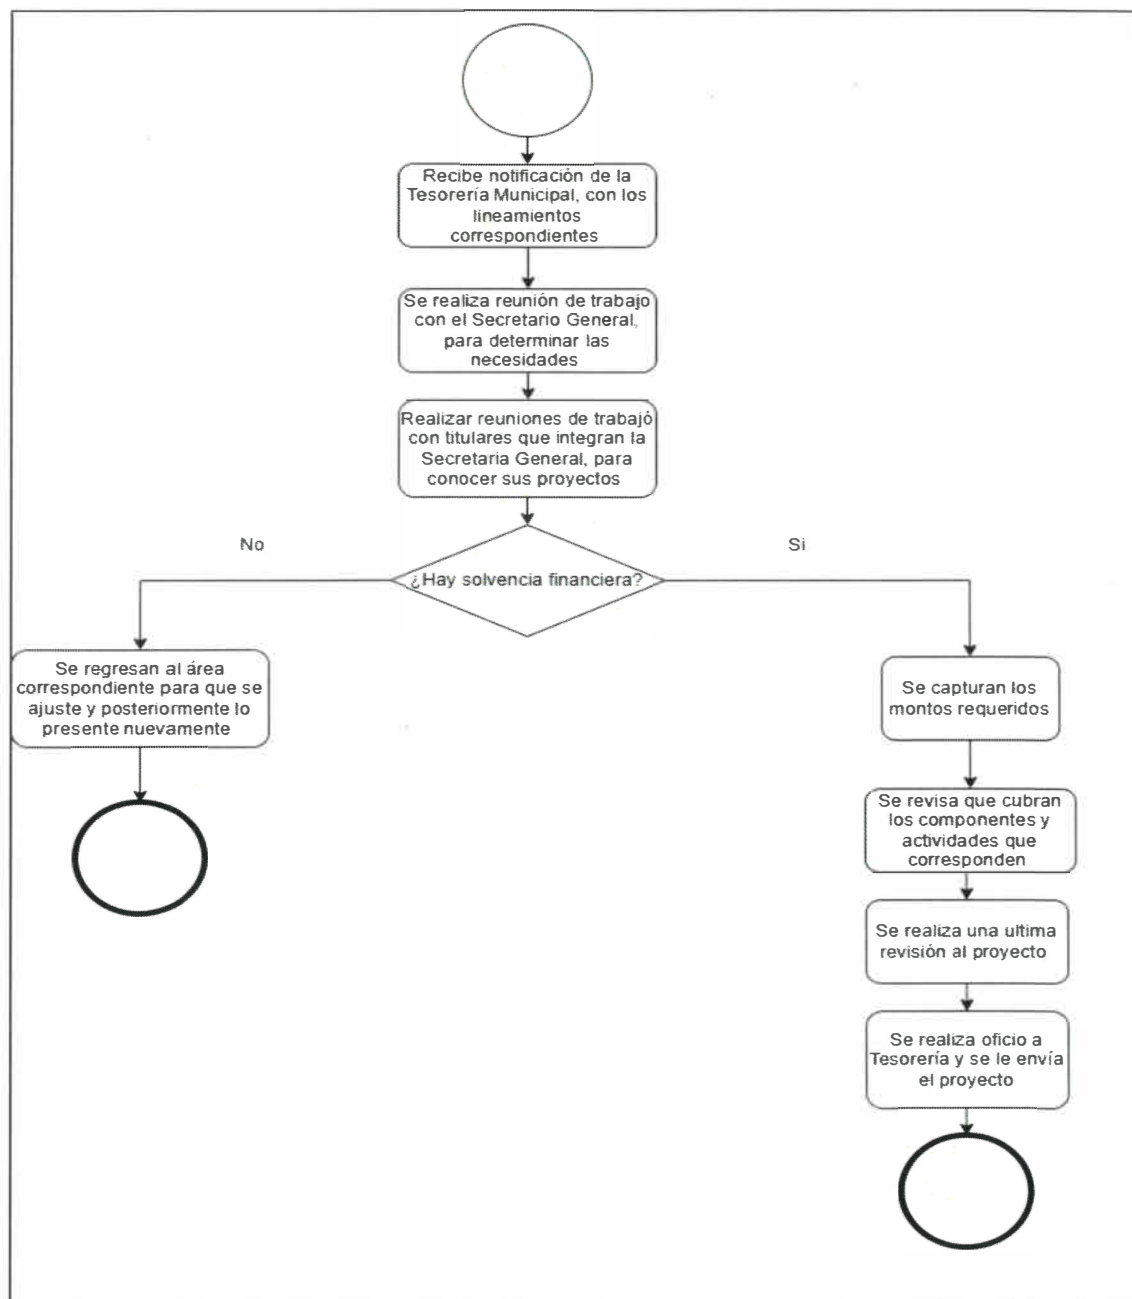 Recibe notificación de la
Tesorería Municipal, con los
lineamientos
correspondientes
Se realiza reunión de trabajo
con el Secretario General,
para determinar las
necesidades
Realizar reuniones de trabajó
con titulares que integran la
Secretaria General, para
conocer sus proyectos
¿Hay solvencia financiera?
No
Si
Se regresan al área
correspondiente para que se
ajuste y posteriormente lo
presente nuevamente
Se capturan los
montos requeridos
Se revisa que cubran
los componentes y
actividades que
corresponden
Se realiza una ultima
revisión al proyecto
Se realiza oficio a
Tesorería y se le envía
el proyecto